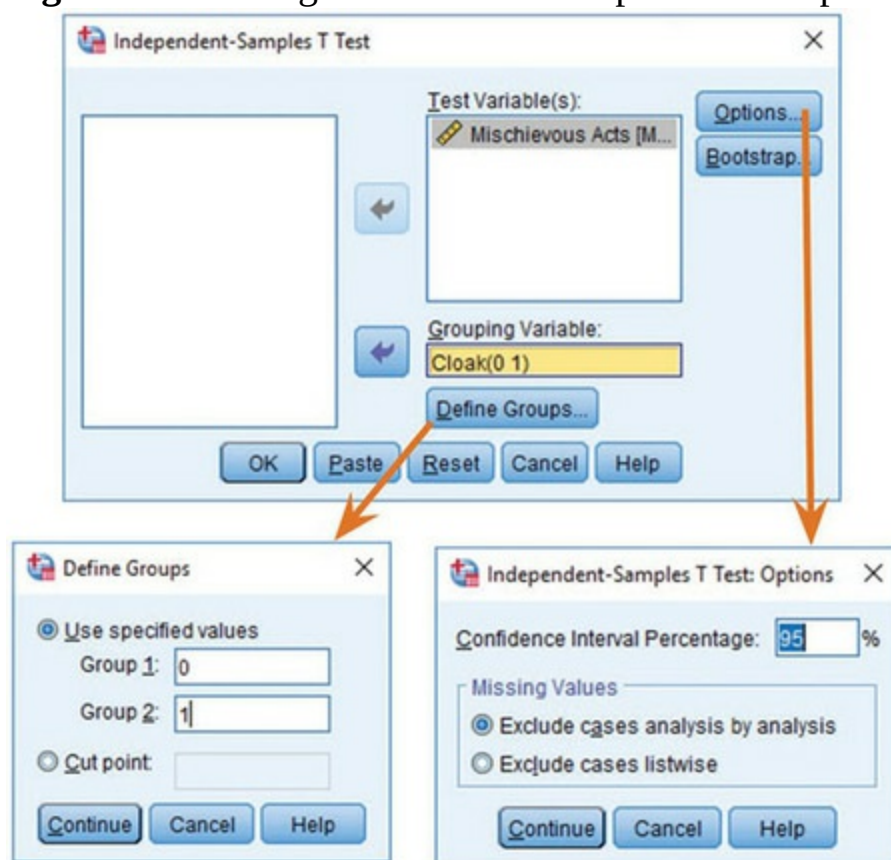 Independent-Samples T Test
Test Variable(s):
Mischievous Acts [M...
Options...
Bootstrap..
Grouping Variable:
Cloak(0 1)
Define Groups...
OK Paste Reset Cancel Help
Define Groups
Use specified values
Group 1: 0
Group 2: 1
Cut point:
Continue Cancel Help
Independent-Samples T Test: Options
Confidence Interval Percentage: 95 %
Missing Values
Exclude cases analysis by analysis
Exclude cases listwise
Continue Cancel Help